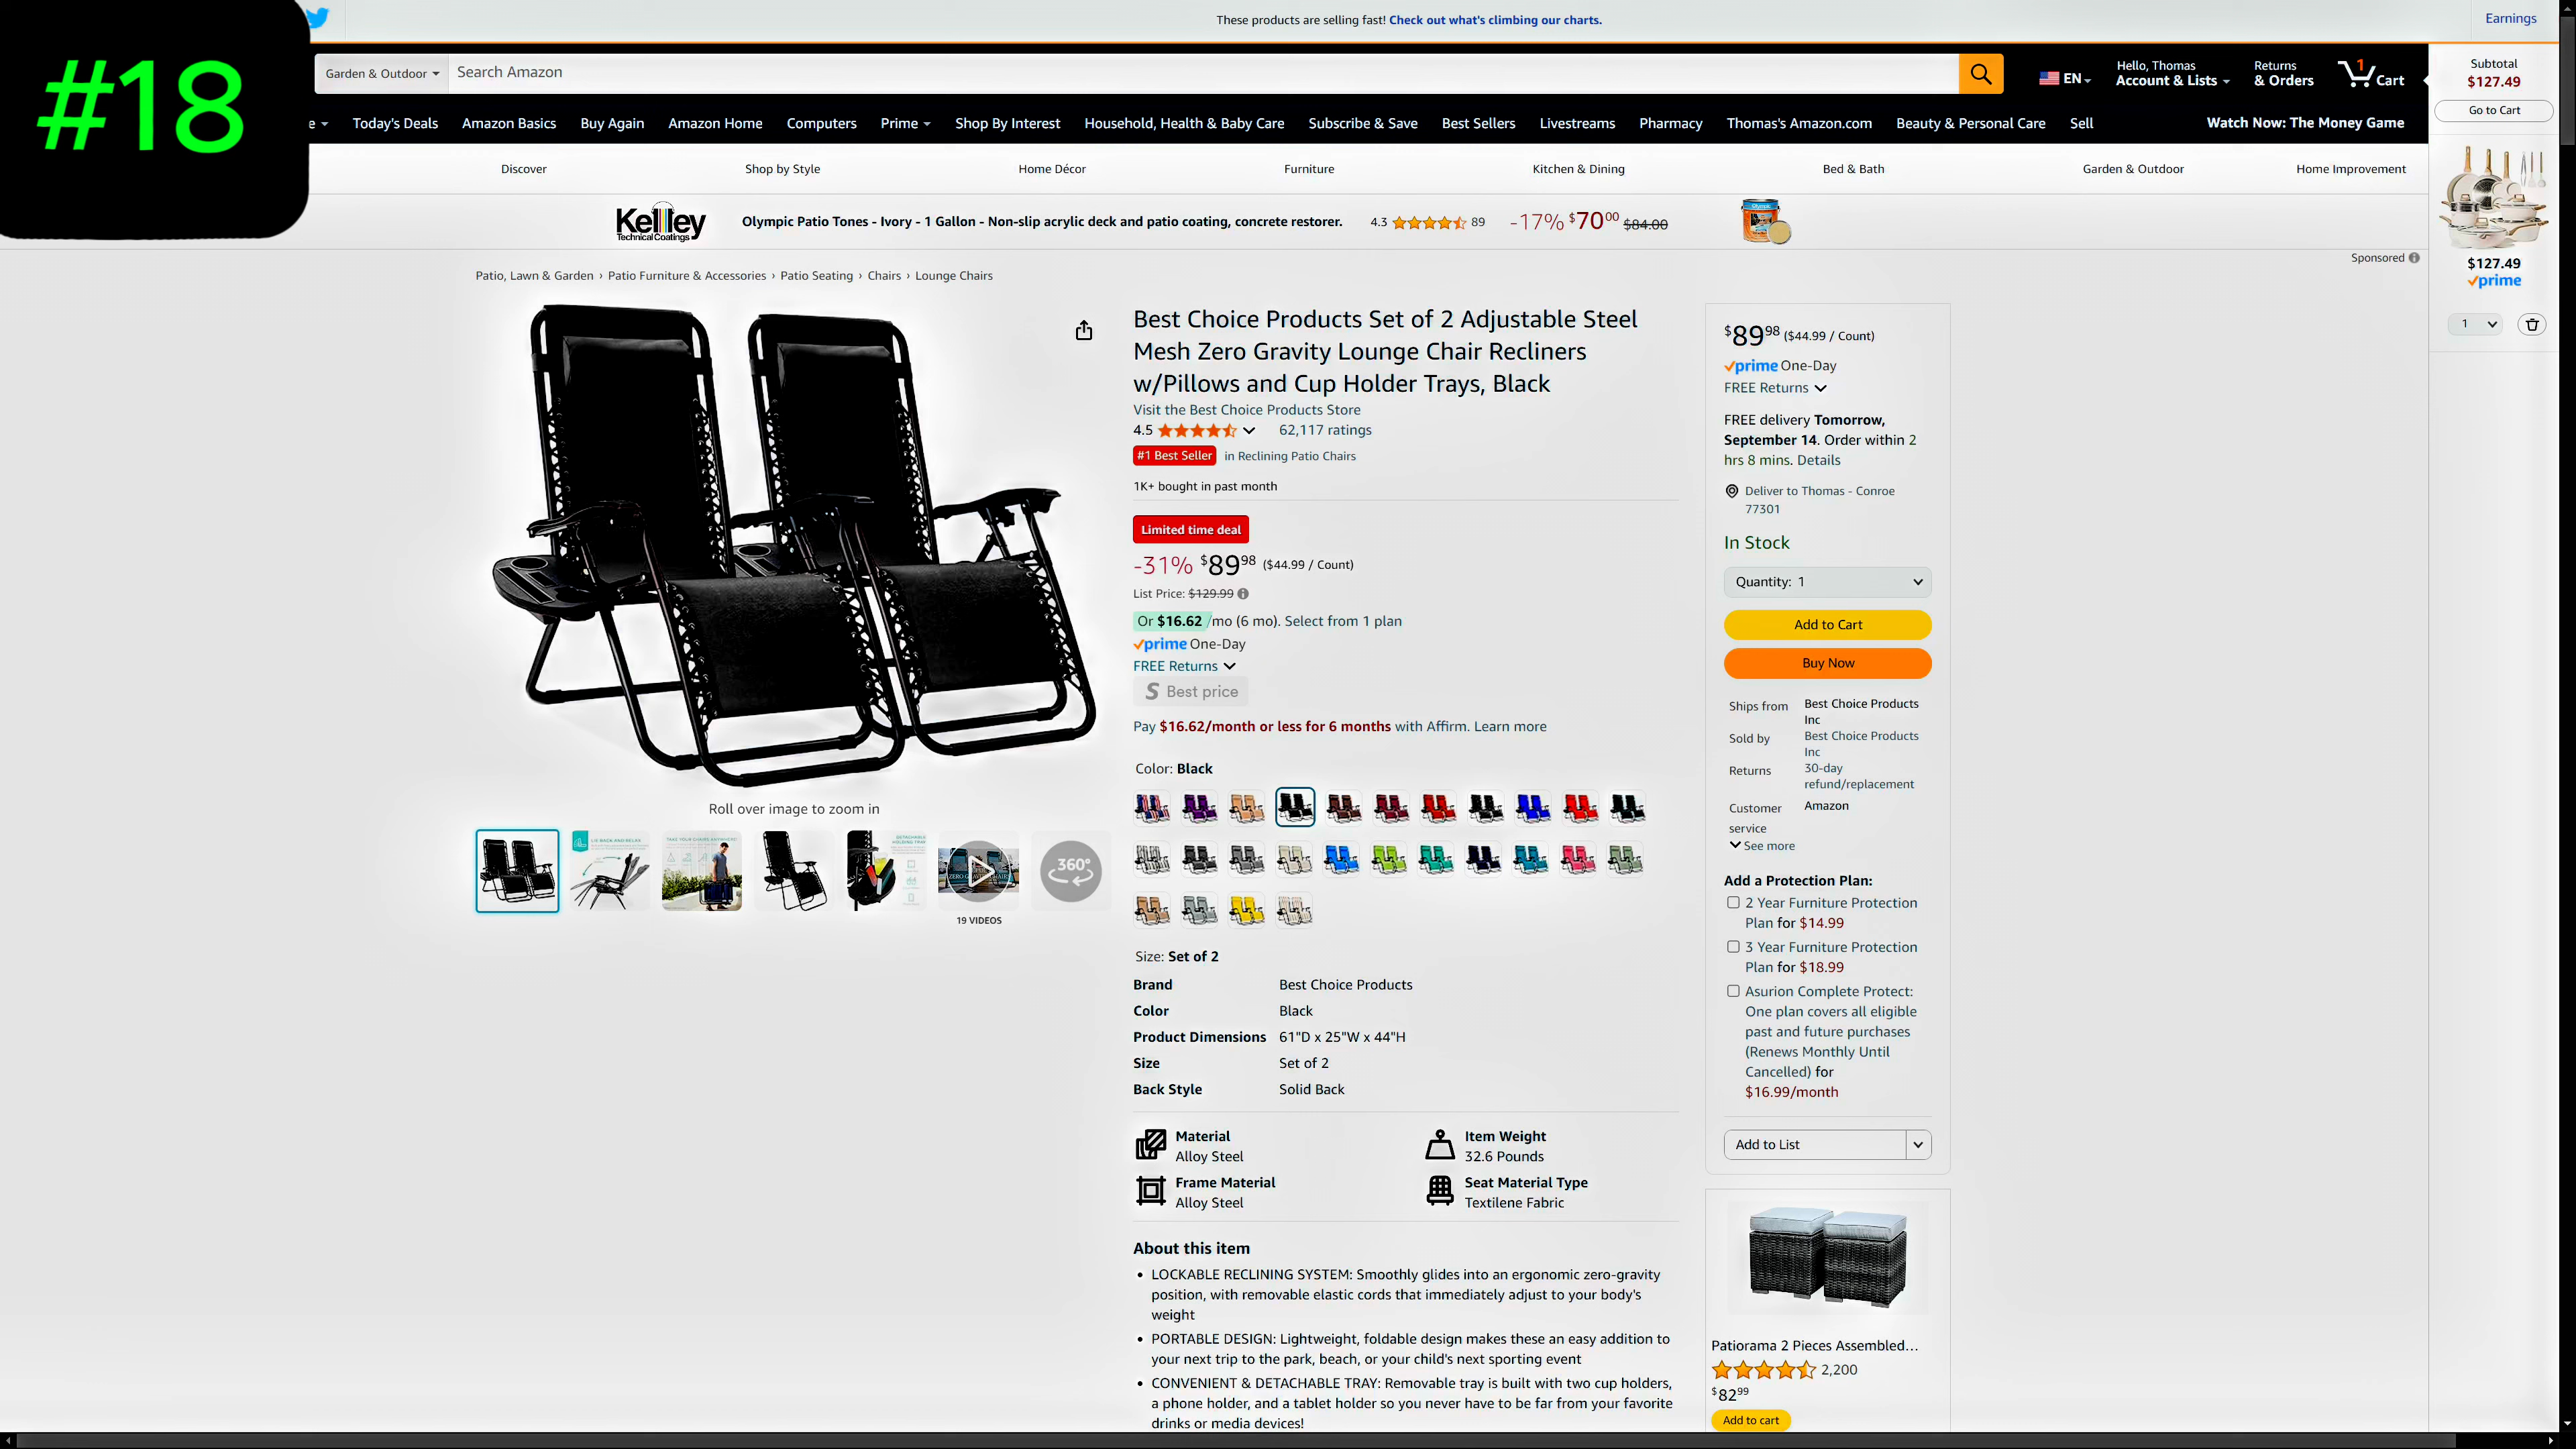 #18
These products are selling fast! Check out what's climbing our charts.
Earnings
Garden & Outdoor
Search Amazon
EN
Hello, Thomas
Account & Lists
Returns
& Orders
1
Cart
Subtotal
$127.49
Go to Cart
e
Today's Deals
Amazon Basics
Buy Again
Amazon Home
Computers
Prime
Shop By Interest
Household, Health & Baby Care
Subscribe & Save
Best Sellers
Livestreams
Pharmacy
Thomas's Amazon.com
Beauty & Personal Care
Sell
Watch Now: The Money Game
Discover
Shop by Style
Home Décor
Furniture
Kitchen & Dining
Bed & Bath
Garden & Outdoor
Home Improvement
Kelley
Technical Coatings
Olympic Patio Tones - Ivory - 1 Gallon - Non-slip acrylic deck and patio coating, concrete restorer.
4.3
89
-17% $7000 $84.00
Sponsored
$127.49
prime
1
Patio, Lawn & Garden › Patio Furniture & Accessories › Patio Seating › Chairs › Lounge Chairs
Roll over image to zoom in
LIE BACK AND RELAX
TAKE YOUR CHAIRS ANYWHERE!
360°
19 VIDEOS
Best Choice Products Set of 2 Adjustable Steel
Mesh Zero Gravity Lounge Chair Recliners
w/Pillows and Cup Holder Trays, Black
Visit the Best Choice Products Store
4.5
62,117 ratings
#1 Best Seller in Reclining Patio Chairs
1K+ bought in past month
Limited time deal
-31% $8998 ($44.99 / Count)
List Price: $129.99
Or $16.62 /mo (6 mo). Select from 1 plan
prime One-Day
FREE Returns
S Best price
Pay $16.62/month or less for 6 months with Affirm. Learn more
Color: Black
Size: Set of 2
Brand Best Choice Products
Color Black
Product Dimensions 61"D x 25"W x 44"H
Size Set of 2
Back Style Solid Back
Material
Alloy Steel
Item Weight
32.6 Pounds
Frame Material
Alloy Steel
Seat Material Type
Textilene Fabric
About this item
• LOCKABLE RECLINING SYSTEM: Smoothly glides into an ergonomic zero-gravity
position, with removable elastic cords that immediately adjust to your body's
weight
• PORTABLE DESIGN: Lightweight, foldable design makes these an easy addition to
your next trip to the park, beach, or your child's next sporting event
• CONVENIENT & DETACHABLE TRAY: Removable tray is built with two cup holders,
a phone holder, and a tablet holder so you never have to be far from your favorite
drinks or media devices!
$8998 ($44.99 / Count)
prime One-Day
FREE Returns
FREE delivery Tomorrow,
September 14. Order within 2
hrs 8 mins. Details
Deliver to Thomas - Conroe
77301
In Stock
Quantity: 1
Add to Cart
Buy Now
Ships from Best Choice Products
Inc
Sold by Best Choice Products
Inc
Returns 30-day
refund/replacement
Customer Amazon
service
See more
Add a Protection Plan:
2 Year Furniture Protection
Plan for $14.99
3 Year Furniture Protection
Plan for $18.99
Asurion Complete Protect:
One plan covers all eligible
past and future purchases
(Renews Monthly Until
Cancelled) for
$16.99/month
Add to List
Patiorama 2 Pieces Assembled…
2,200
$8299
Add to cart